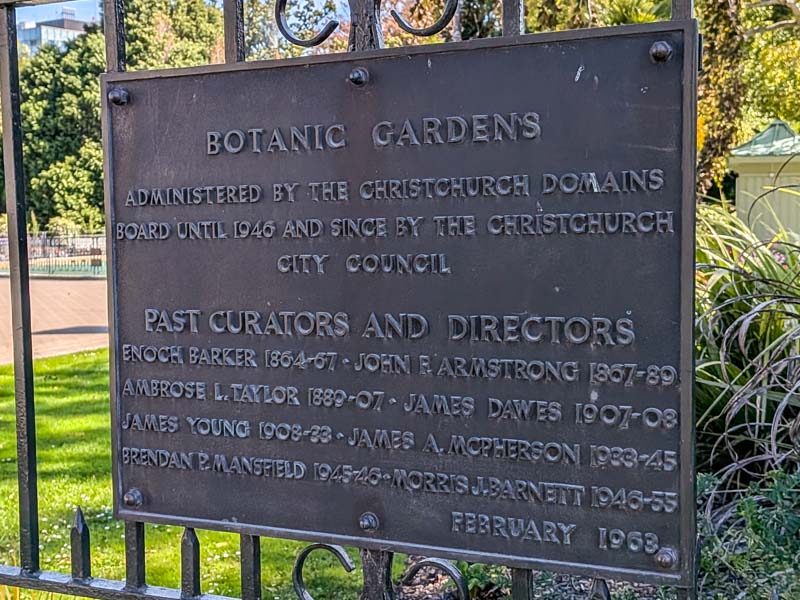 BOTANIC GARDENS
ADMINISTERED BY THE CHRISTCHURCH DOMAINS
BOARD UNTIL 1946 AND SINCE BY THE CHRISTCHURCH
CITY COUNCIL
PAST CURATORS AND DIRECTORS
ENOCH BARKER 1864-67 · JOHN F. ARMSTRONG 1867-89
AMBROSE L. TAYLOR 1889-07 · JAMES DAWES 1907-08
JAMES YOUNG 1908-33 · JAMES A. MCPHERSON 1933-45
BRENDAN P. MANSFIELD 1945-46 · MORRIS J. BARNETT 1946-55
FEBRUARY 1963